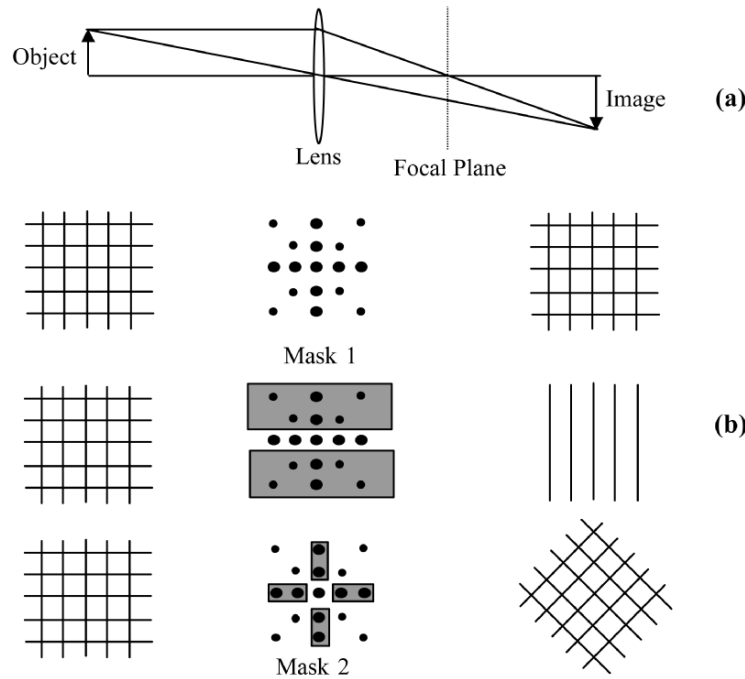 Object
Image
(a)
Lens
Focal Plane
Mask 1
(b)
Mask 2